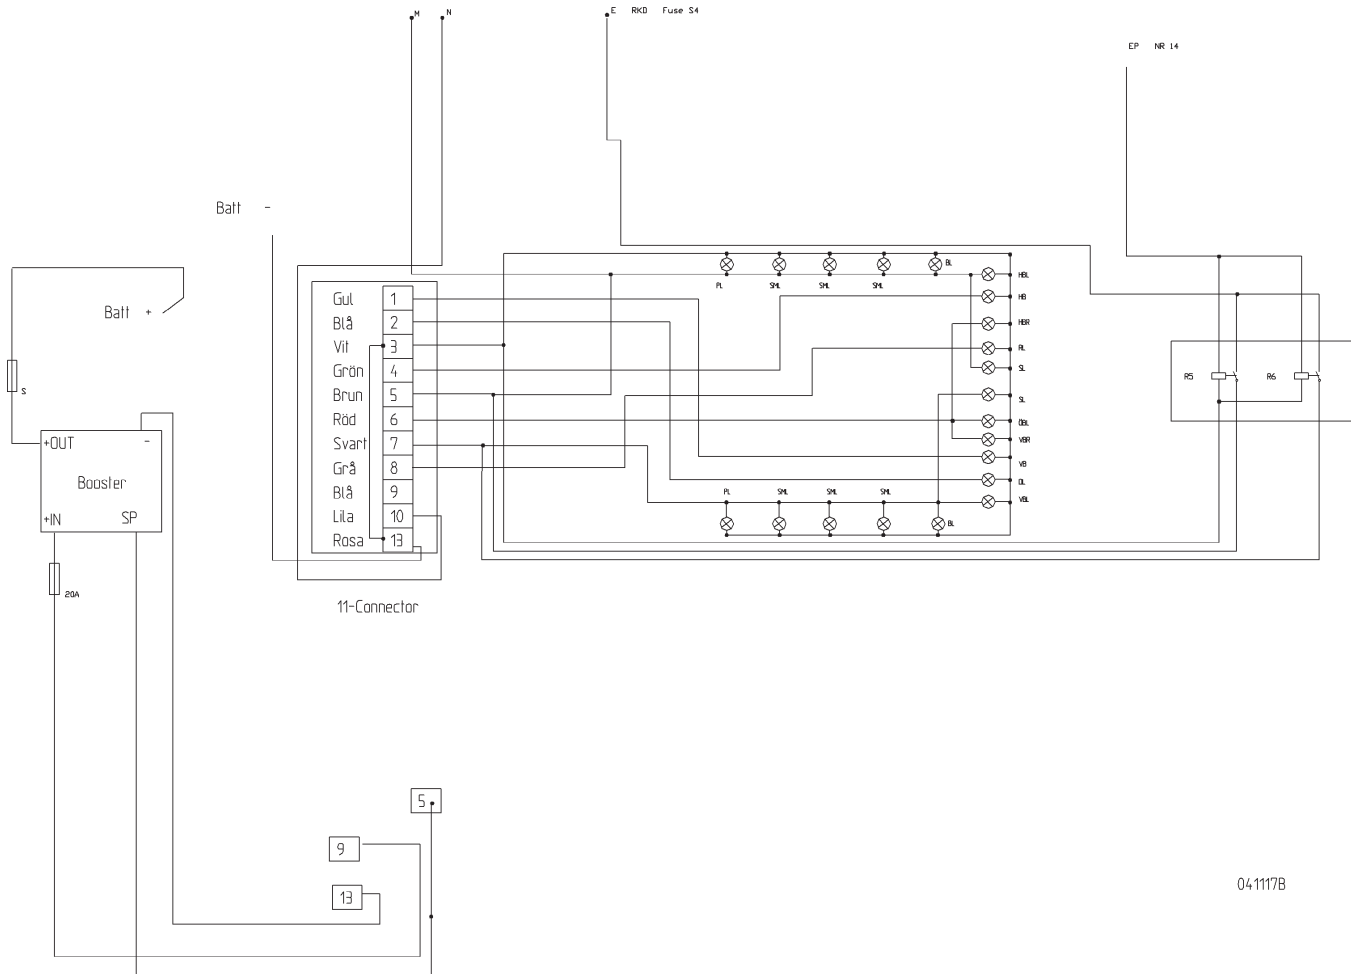 M N
E RKD Fuse S4
EP NR 14
Batt -
Batt +
S
+OUT -
Booster
+IN SP
20A
Gul 1
Blå 2
Vit 3
Grön 4
Brun 5
Röd 6
Svart 7
Grå 8
Blå 9
Lila 10
Rosa 13
11-Connector
BL
PL SML SML SML
HBL
HB
HBR
RL
SL
SL
ÖBL
VBR
VB
DL
VBL
PL SML SML SML
BL
R5 R6
5
9
13
041117B